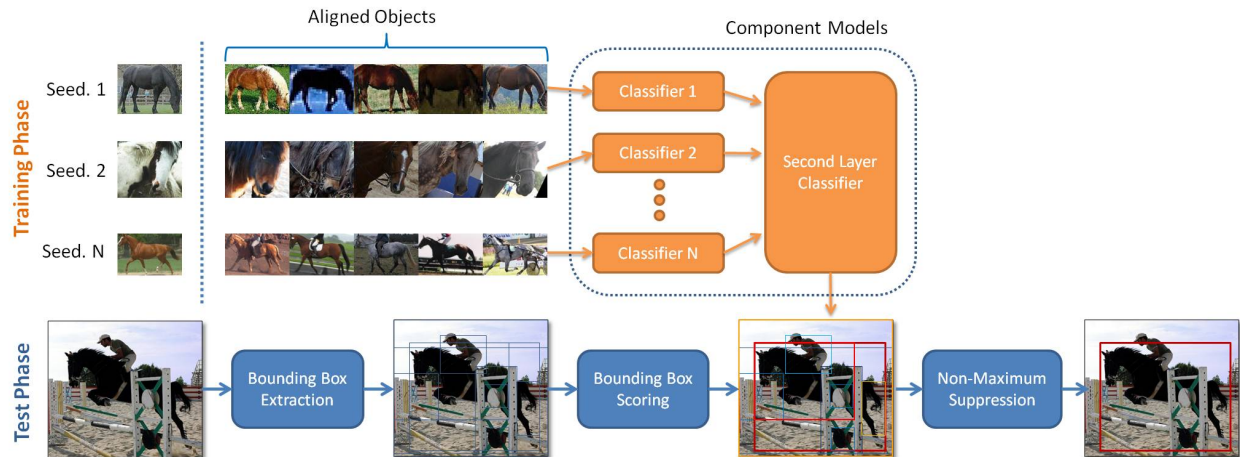 Aligned Objects
Component Models
Training Phase
Seed. 1
Classifier 1
Seed. 2
Classifier 2
Second Layer
Classifier
Seed. N
Classifier N
Test Phase
Bounding Box
Extraction
Bounding Box
Scoring
Non-Maximum
Suppression